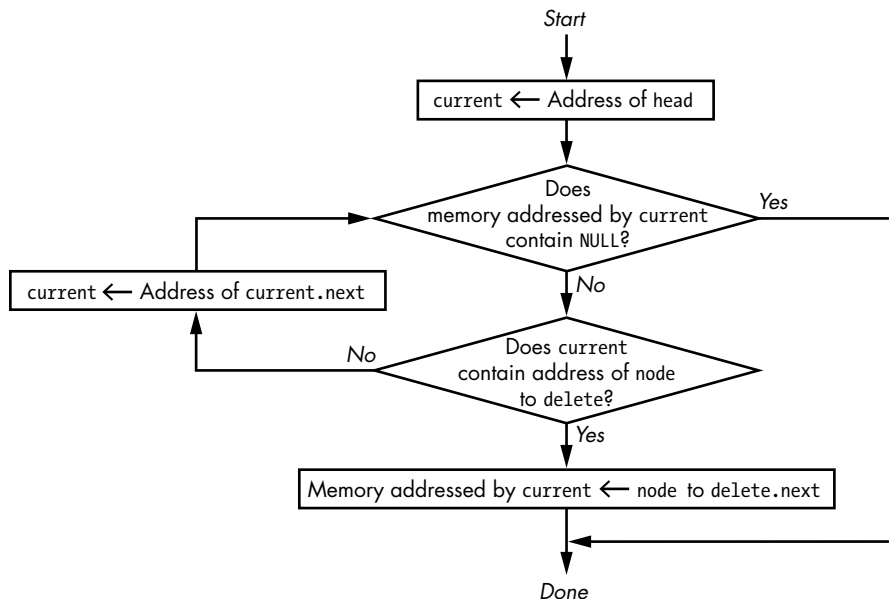 Start
current ← Address of head
Does
memory addressed by current
contain NULL?
Yes
No
current ← Address of current.next
Does current
contain address of node
to delete?
No
Yes
Memory addressed by current ← node to delete.next
Done